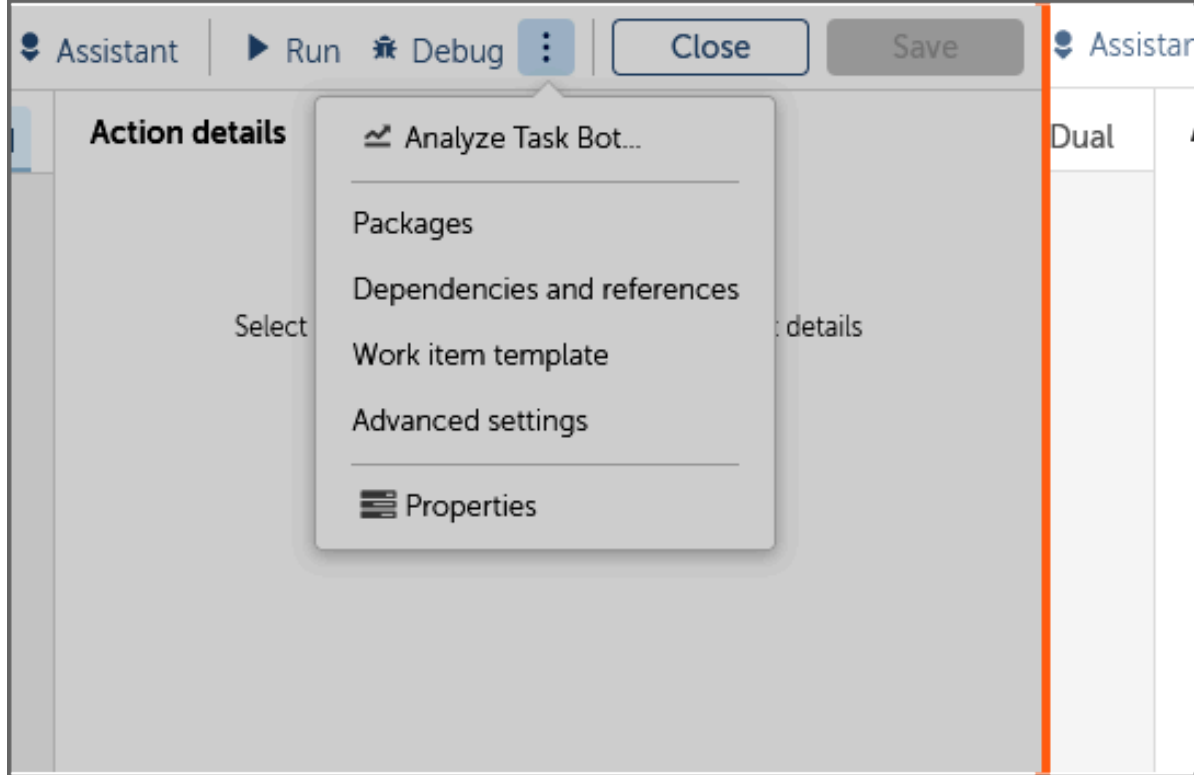 Assistant Run Debug Close Save
Action details
Analyze Task Bot...
Packages
Dependencies and references
Select details
Work item template
Advanced settings
Properties
Dual